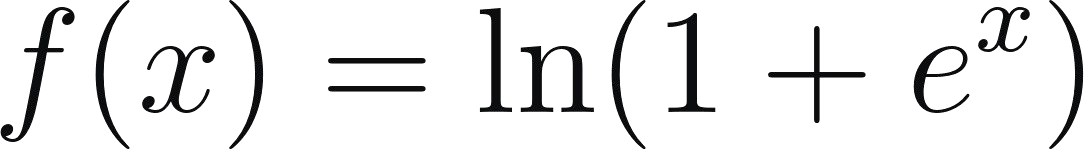 f(x) = ln(1 + e^x)